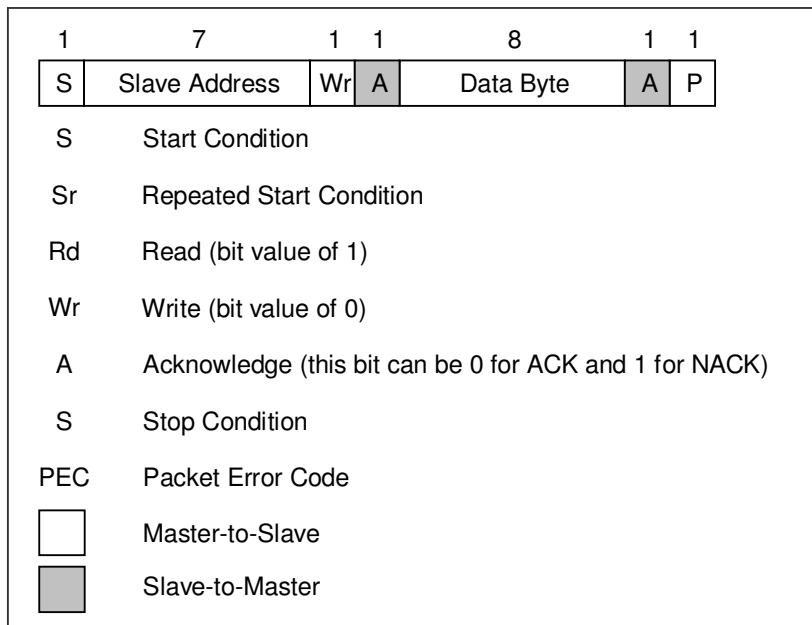 1 7 1 1 8 1 1
S Slave Address Wr A Data Byte A P
S Start Condition
Sr Repeated Start Condition
Rd Read (bit value of 1)
Wr Write (bit value of 0)
A Acknowledge (this bit can be 0 for ACK and 1 for NACK)
S Stop Condition
PEC Packet Error Code
Master-to-Slave
Slave-to-Master